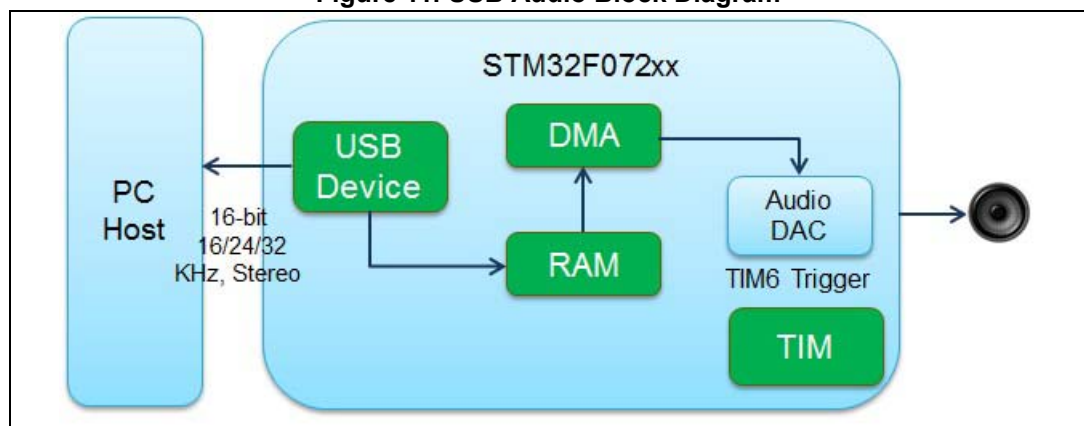 Figure USB Audio Block Diagram
STM32F072xx
PC
Host
16-bit
16/24/32
KHz, Stereo
USB
Device
DMA
RAM
Audio
DAC
TIM6 Trigger
TIM